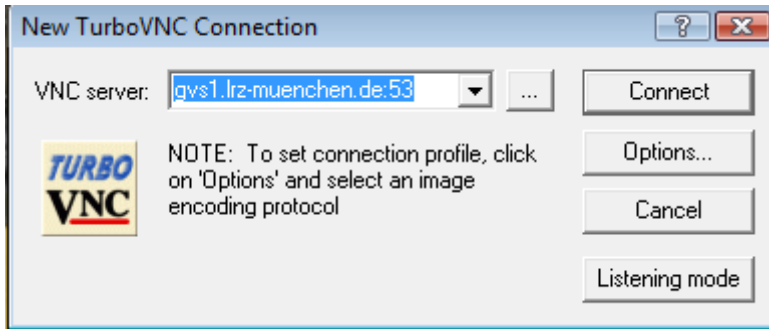 New TurboVNC Connection
VNC server: gvs1.lrz-muenchen.de:53 ... Connect
NOTE: To set connection profile, click
on 'Options' and select an image
encoding protocol
TURBO
VNC
Options...
Cancel
Listening mode